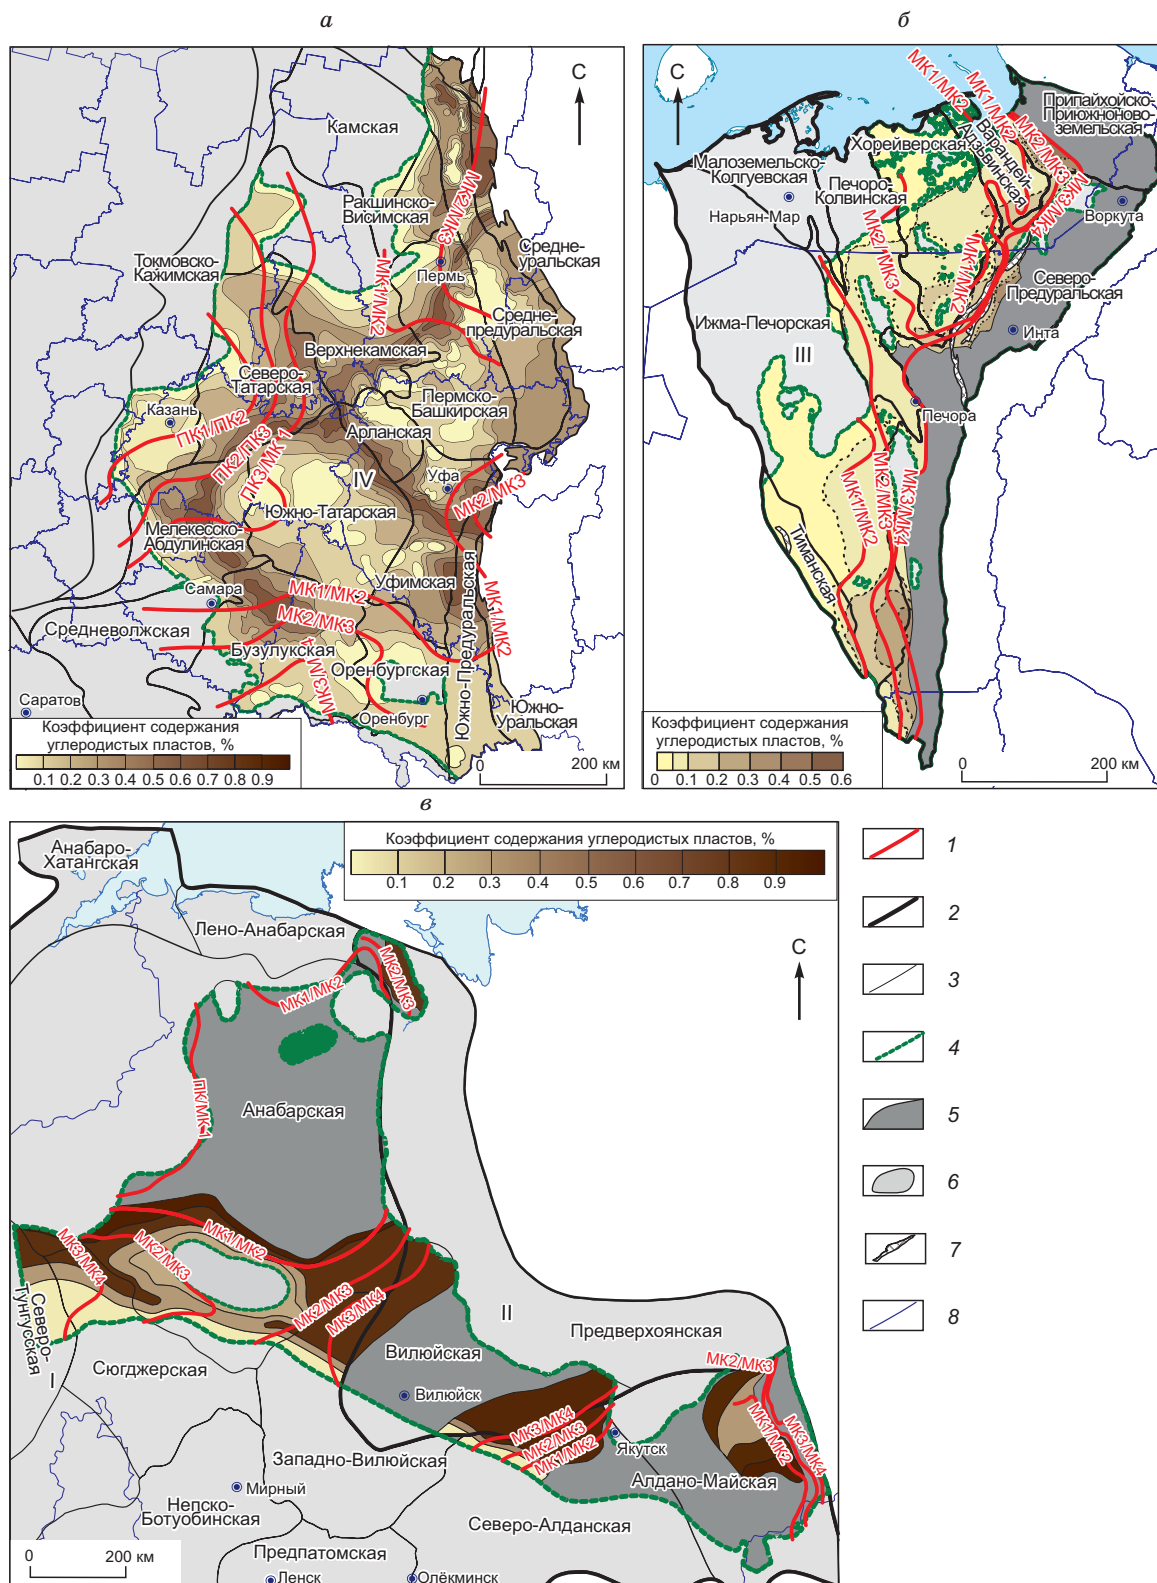 а
С
Камская
Ракшинско-
Висимская
МК2/МК3
Средне-
уральская
Токмовско-
Кажимская
Пермь
МК1/МК2
Средне-
предуральская
Верхнекамская
Северо-
Татарская
Пермско-
Башкирская
Казань
ПК1/ПК2
Арланская
ПК2/ПК3
ПК3/МК 1
IV
Уфа
МК2/МК3
Южно-Татарская
Мелекесско-
Абдулинская
Уфимская
Самара
МК1/МК2
МК1/МК2
Средневолжская
МК2/МК3
Бузулукская
Оренбургская
Южно-Предуральская
Саратов
Оренбург
Южно-
Уральская
Коэффициент содержания
углеродистых пластов, %
0.1 0.2 0.3 0.4 0.5 0.6 0.7 0.8 0.9
0 200 км
б
С
МК1/МК2
МК1/МК2
МК2/МК3
МК3/МК4
Припайхойско-
Приюжноново-
земельская
Хорейверская
Варандей-
Адзьвинская
Малоземельско-
Колгуевская
Печоро-
Колвинская
Нарьян-Мар
Воркута
МК2/МК3
МК1/МК2
Северо-
Предуральская
Ижма-Печорская
III
Инта
Печора
МК1/МК2
МК2/МК3
МК3/МК4
Тиманская
Коэффициент содержания
углеродистых пластов, %
0 0.1 0.2 0.3 0.4 0.5 0.6
0 200 км
в
Анабаро-
Хатангская
Коэффициент содержания углеродистых пластов, %
0.1 0.2 0.3 0.4 0.5 0.6 0.7 0.8 0.9
Лено-Анабарская
С
МК1/МК2
МК2/МК3
ПК/МК1
Анабарская
МК3/МК4
МК2/МК3
МК1/МК2
МК2/МК3
МК3/МК4
Северо-
Тунгусская
I
II
Предверхоянская
Сюгджерская
Вилюйская
Вилюйск
МК2/МК3
МК1/МК2
МК3/МК4
МК3/МК4
МК2/МК3
МК1/МК2
Якутск
Западно-Вилюйская
Алдано-Майская
Мирный
Непско-
Ботуобинская
Северо-Алданская
Предпатомская
Ленск
Олёкминск
0 200 км
1
2
3
4
5
6
7
8